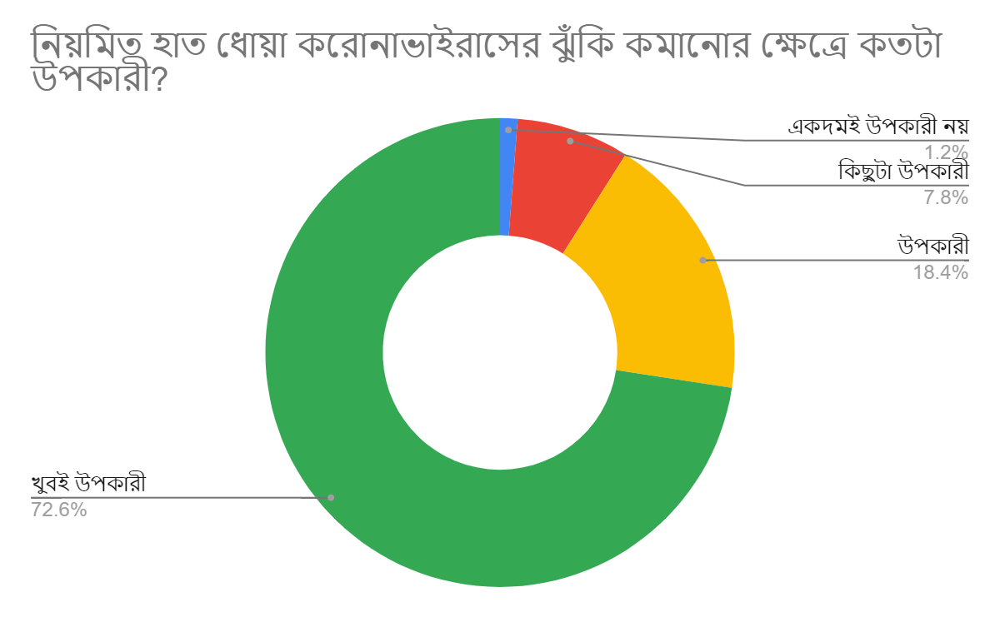 নিয়মিত হাত ধোয়া করোনাভাইরাসের ঝুঁকি কমানোর ক্ষেত্রে কতটা
উপকারী?
একদমই উপকারী নয়
1.2%
কিছুটা উপকারী
7.8%
উপকারী
18.4%
খুবই উপকারী
72.6%